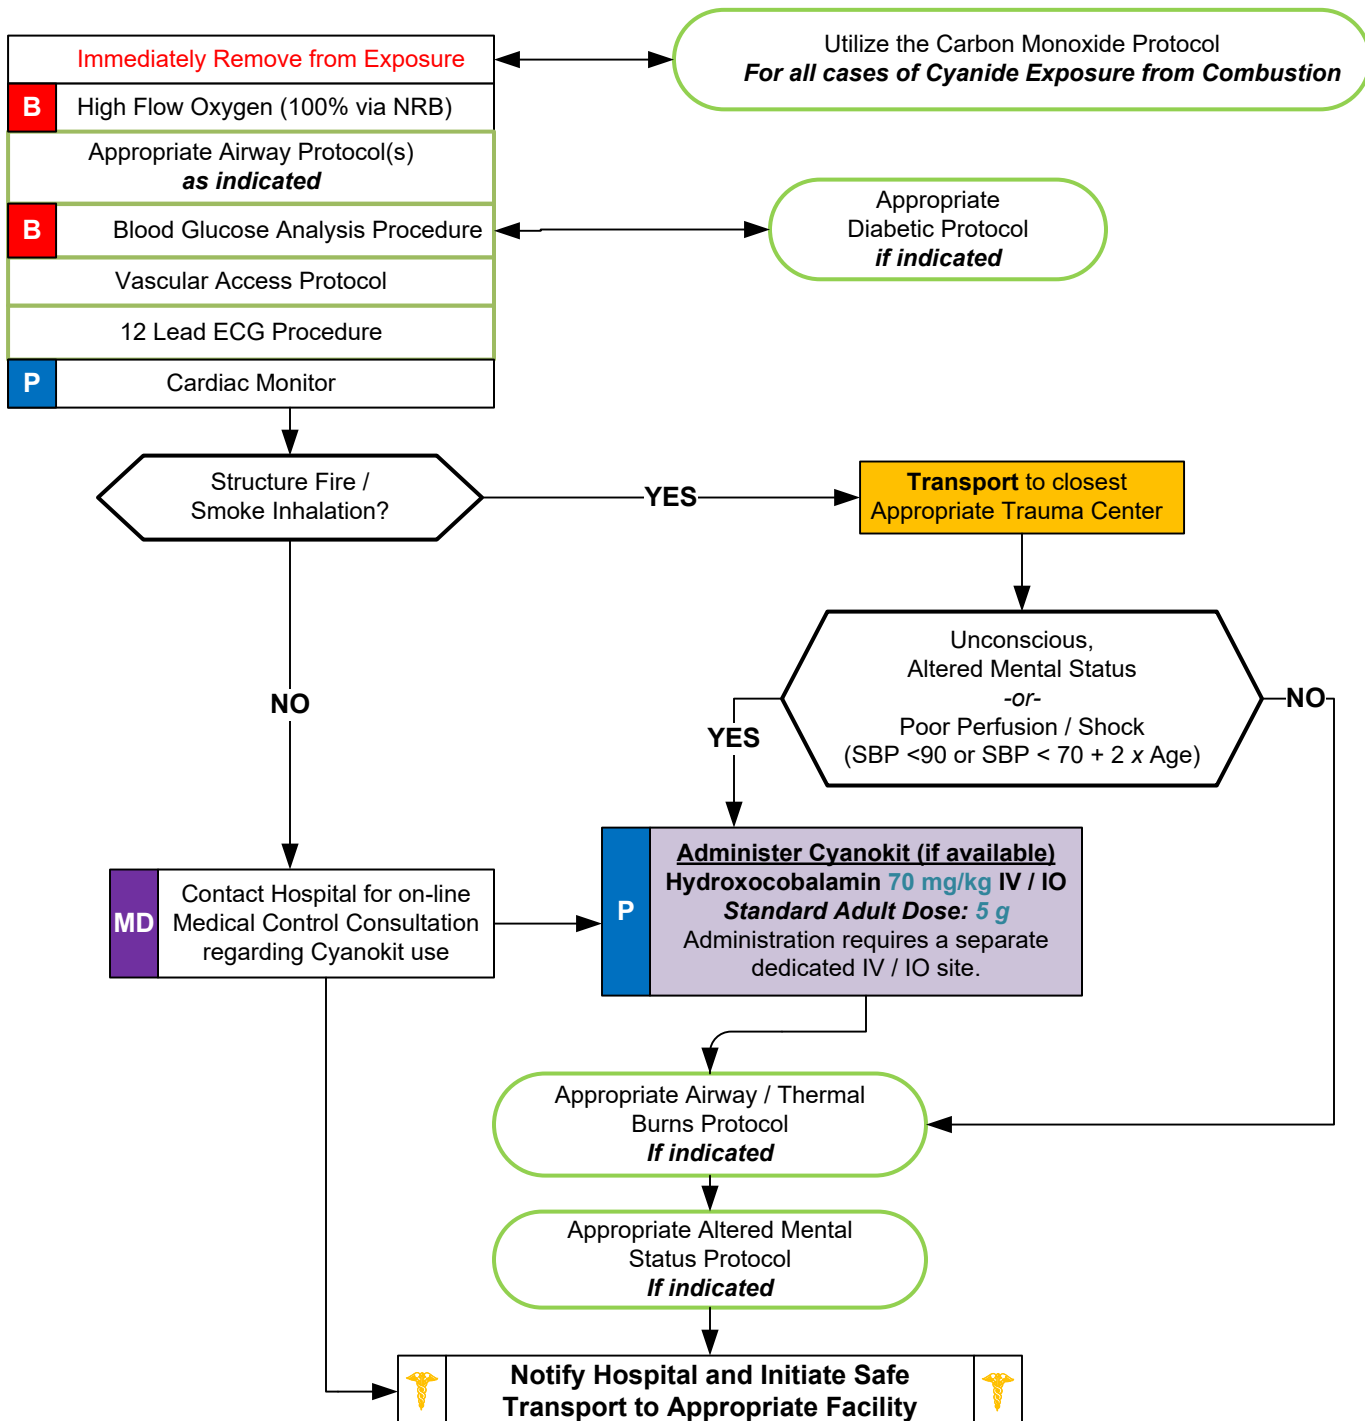 Immediately Remove from Exposure
Utilize the Carbon Monoxide Protocol
For all cases of Cyanide Exposure from Combustion
B
High Flow Oxygen (100% via NRB)
Appropriate Airway Protocol(s)
as indicated
B
Blood Glucose Analysis Procedure
Appropriate
Diabetic Protocol
if indicated
Vascular Access Protocol
12 Lead ECG Procedure
P
Cardiac Monitor
Structure Fire /
Smoke Inhalation?
YES
Transport to closest
Appropriate Trauma Center
NO
Unconscious,
Altered Mental Status
-or-
Poor Perfusion / Shock
(SBP <90 or SBP < 70 + 2 x Age)
YES
NO
MD
Contact Hospital for on-line
Medical Control Consultation
regarding Cyanokit use
P
Administer Cyanokit (if available)
Hydroxocobalamin 70 mg/kg IV / IO
Standard Adult Dose: 5 g
Administration requires a separate
dedicated IV / IO site.
Appropriate Airway / Thermal
Burns Protocol
If indicated
Appropriate Altered Mental
Status Protocol
If indicated
Notify Hospital and Initiate Safe
Transport to Appropriate Facility